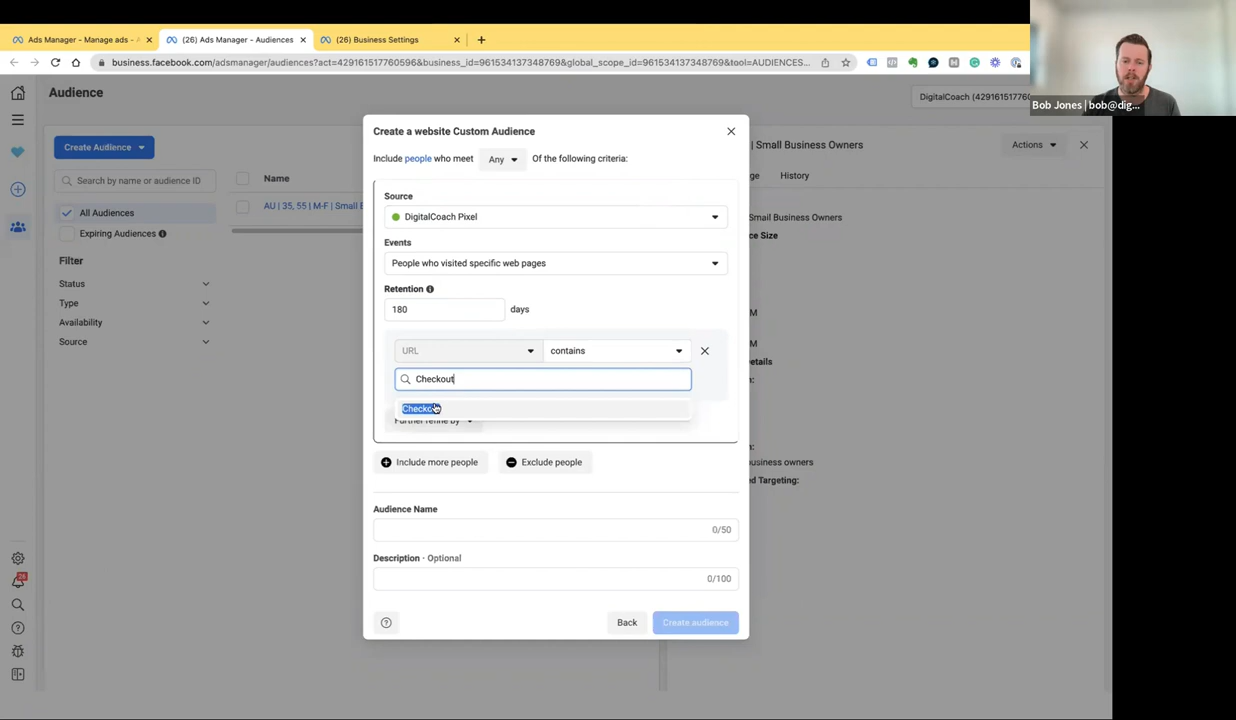 Ads Manager - Manage ads -
(26) Ads Manager - Audiences
(26) Business Settings
business.facebook.com/adsmanager/audiences?act=429161517760596&business_id=961534137348769&global_scope_id=961534137348769&tool=AUDIENCES...
Bob Jones | bob@dig...
Audience
DigitalCoach (429161517760
Create Audience
Search by name or audience ID
All Audiences
Expiring Audiences
Filter
Status
Type
Availability
Source
Name
AU | 35, 55 | M-F | Small B
Create a website Custom Audience
Include people who meet Any Of the following criteria:
Source
DigitalCoach Pixel
Events
People who visited specific web pages
Retention
180 days
URL contains
Checkout
Further refine by
Include more people
Exclude people
Audience Name
0/50
Description · Optional
0/100
Back
Create audience
| Small Business Owners
Actions
History
Small Business Owners
ce Size
M
M
Details
business owners
d Targeting:
26